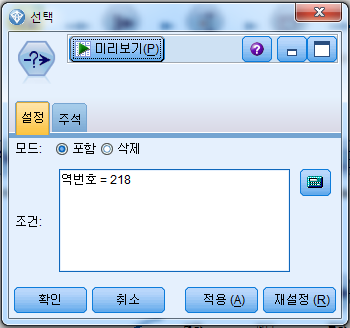 선택
미리보기(P)
설정 주석
모드: 포함 삭제
역번호 = 218
조건:
확인 취소 적용 (A) 재설정 (R)